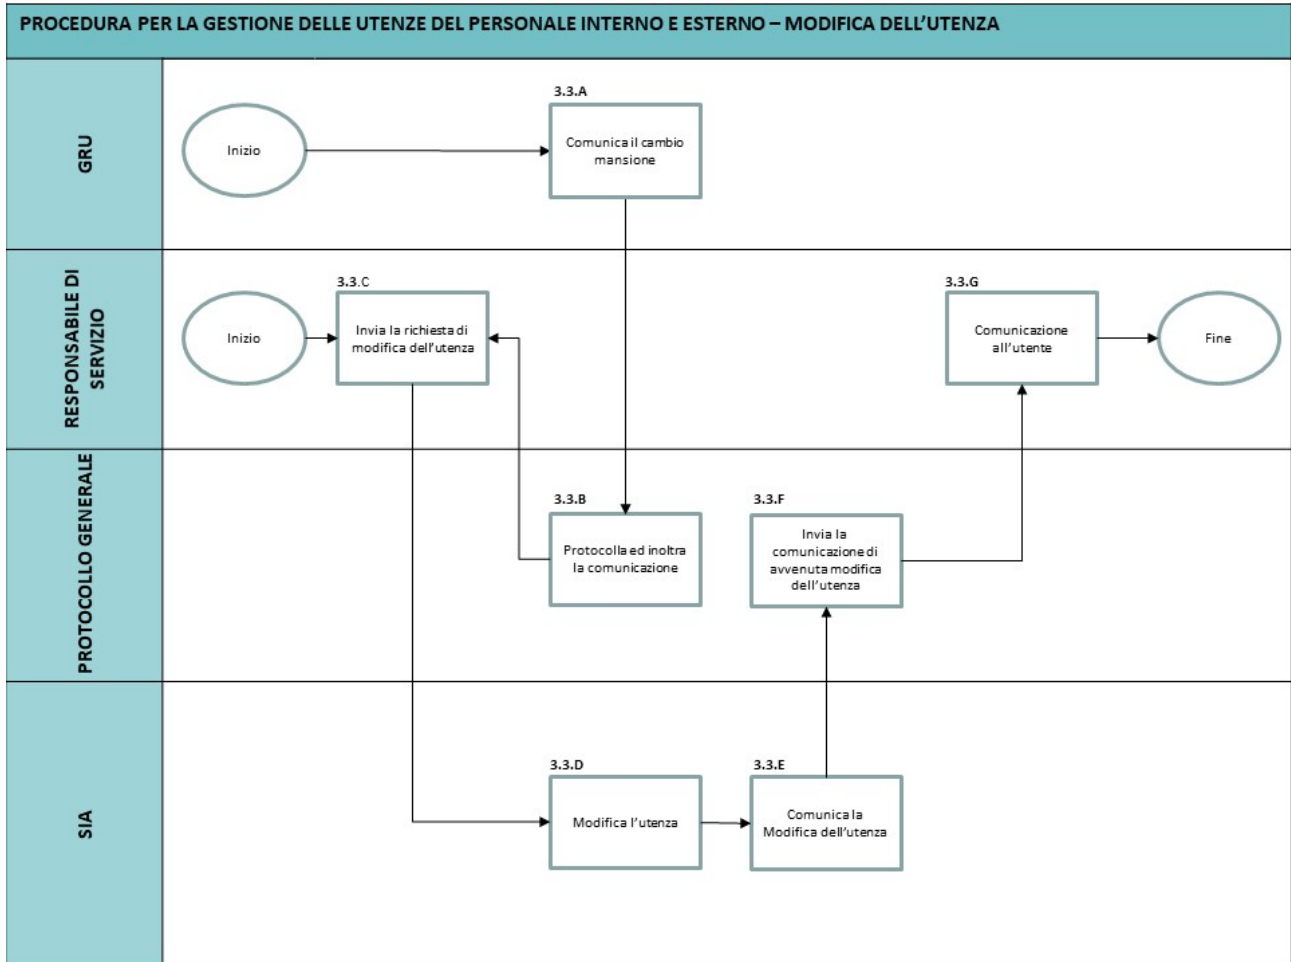 PROCEDURA PER LA GESTIONE DELLE UTENZE DEL PERSONALE INTERNO E ESTERNO – MODIFICA DELL'UTENZA
GRU
Inizio
3.3.A
Comunica il cambio
mansione
RESPONSABILE DI
SERVIZIO
Inizio
3.3.C
Invia la richiesta di
modifica dell'utenza
3.3.G
Comunicazione
all'utente
Fine
PROTOCOLLO GENERALE
3.3.B
Protocolla ed inoltra
la comunicazione
3.3.F
Invia la
comunicazione di
avvenuta modifica
dell'utenza
SIA
3.3.D
Modifica l'utenza
3.3.E
Comunica la
Modifica dell'utenza